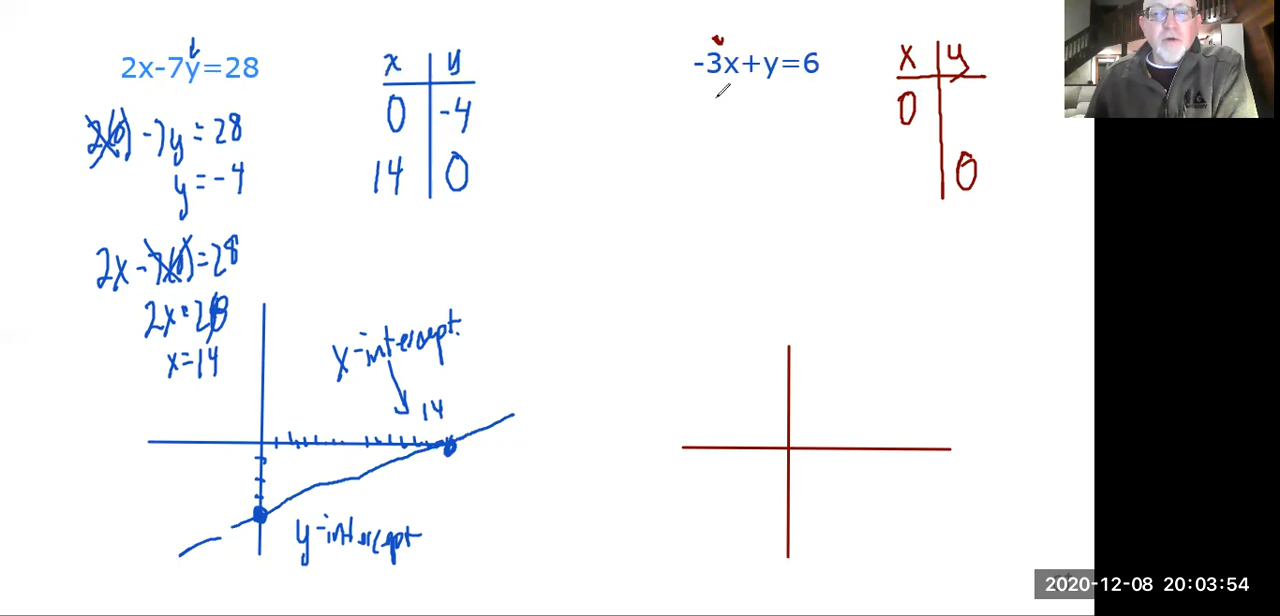 2x-7y=28
x y
0 -4
14 0
2(0) -7y = 28
y = -4
2x -7(0) = 28
2x = 28
x = 14
x-intercept
14
y-intercept
-3x+y=6
x y
0
0
2020-12-08 20:03:54